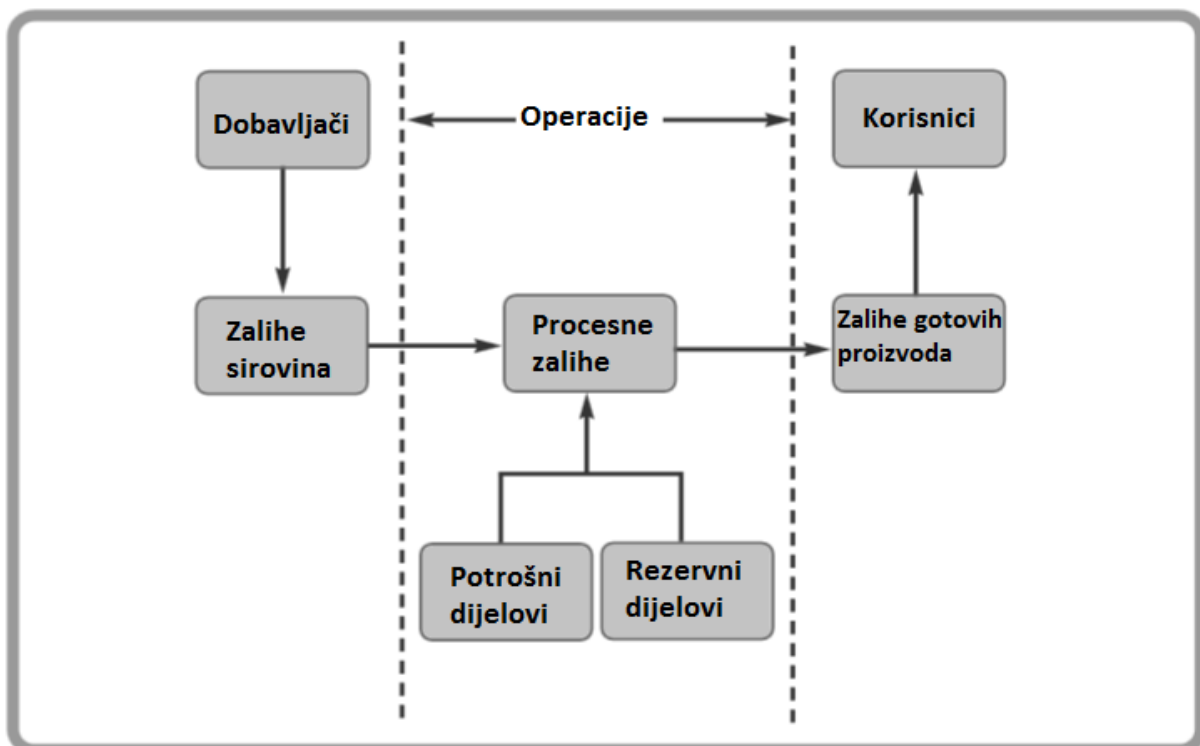 Dobavljači
Operacije
Korisnici
Zalihe
sirovina
Procesne
zalihe
Zalihe gotovih
proizvoda
Potrošni
dijelovi
Rezervni
dijelovi